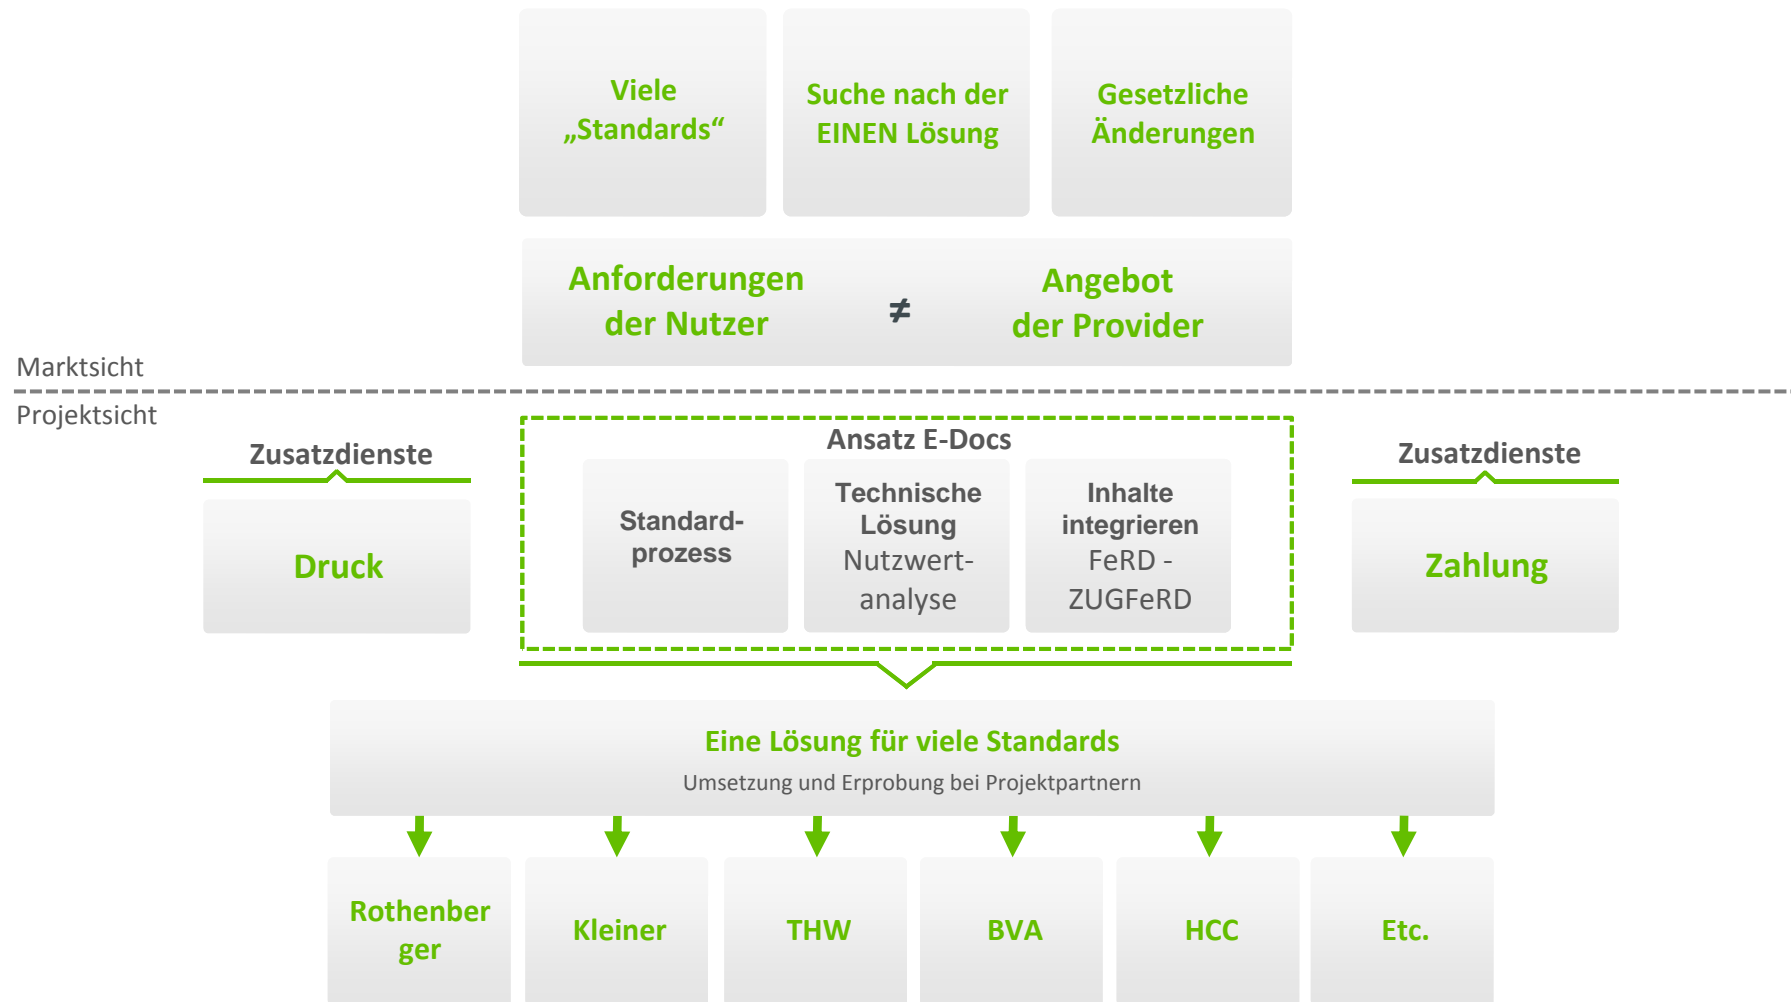 Viele
„Standards“
Suche nach der
EINEN Lösung
Gesetzliche
Änderungen
Anforderungen
der Nutzer
≠
Angebot
der Provider
Marktsicht
Projektsicht
Zusatzdienste
Druck
Ansatz E-Docs
Standard-
prozess
Technische
Lösung
Nutzwert-
analyse
Inhalte
integrieren
FeRD -
ZUGFeRD
Zusatzdienste
Zahlung
Eine Lösung für viele Standards
Umsetzung und Erprobung bei Projektpartnern
Rothenber
ger
Kleiner
THW
BVA
HCC
Etc.